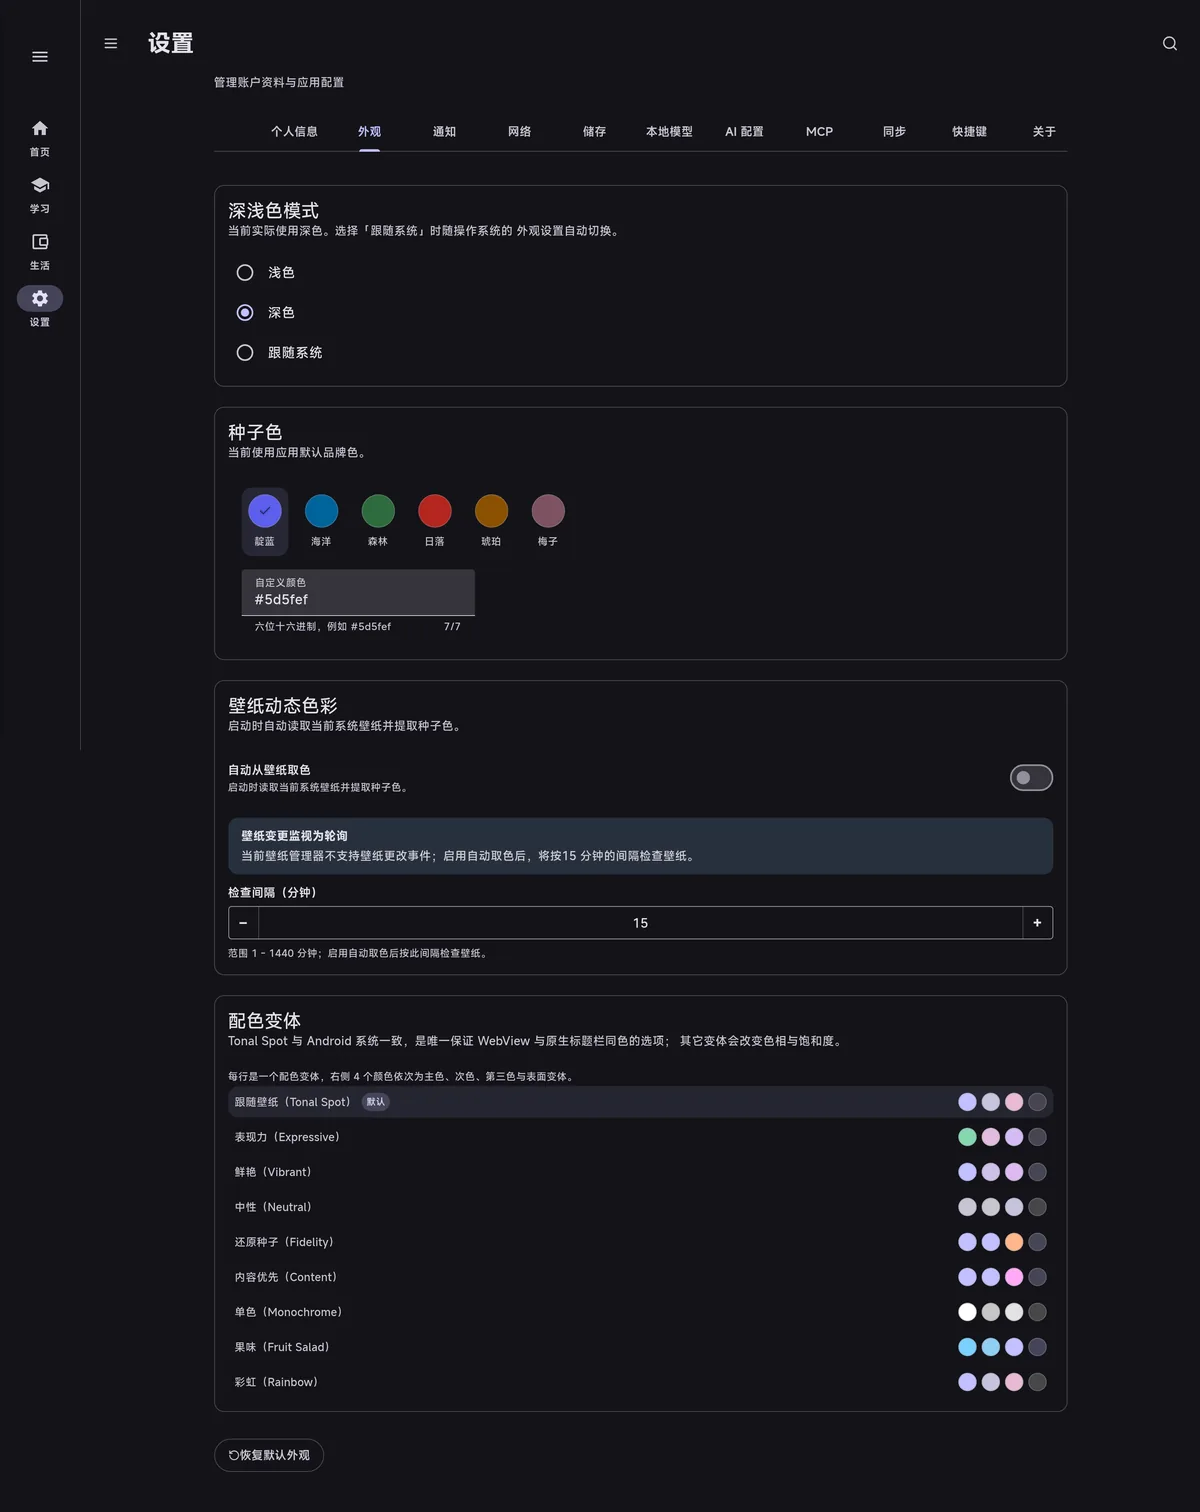 设置
管理账户资料与应用配置
首页
学习
生活
设置
个人信息 外观 通知 网络 储存 本地模型 AI 配置 MCP 同步 快捷键 关于
深浅色模式
当前实际使用深色。选择「跟随系统」时随操作系统的 外观设置自动切换。
浅色
深色
跟随系统
种子色
当前使用应用默认品牌色。
靛蓝 海洋 森林 日落 琥珀 梅子
自定义颜色
#5d5fef
六位十六进制，例如 #5d5fef 7/7
壁纸动态色彩
启动时自动读取当前系统壁纸并提取种子色。
自动从壁纸取色
启动时读取当前系统壁纸并提取种子色。
壁纸变更监视为轮询
当前壁纸管理器不支持壁纸更改事件；启用自动取色后，将按15 分钟的间隔检查壁纸。
检查间隔（分钟）
− 15 +
范围 1 - 1440 分钟；启用自动取色后按此间隔检查壁纸。
配色变体
Tonal Spot 与 Android 系统一致，是唯一保证 WebView 与原生标题栏同色的选项； 其它变体会改变色相与饱和度。
每行是一个配色变体，右侧 4 个颜色依次为主色、次色、第三色与表面变体。
跟随壁纸（Tonal Spot） 默认
表现力（Expressive）
鲜艳（Vibrant）
中性（Neutral）
还原种子（Fidelity）
内容优先（Content）
单色（Monochrome）
果味（Fruit Salad）
彩虹（Rainbow）
恢复默认外观